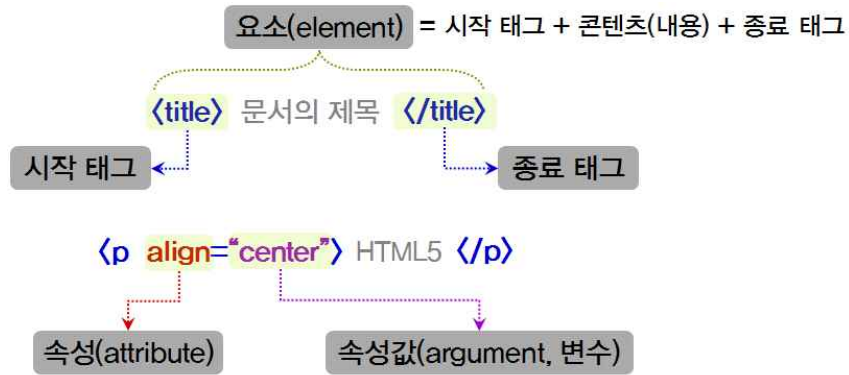 요소(element) = 시작 태그 + 콘텐츠(내용) + 종료 태그
<title> 문서의 제목 </title>
시작 태그 종료 태그
<p align="center"> HTML5 </p>
속성(attribute) 속성값(argument, 변수)